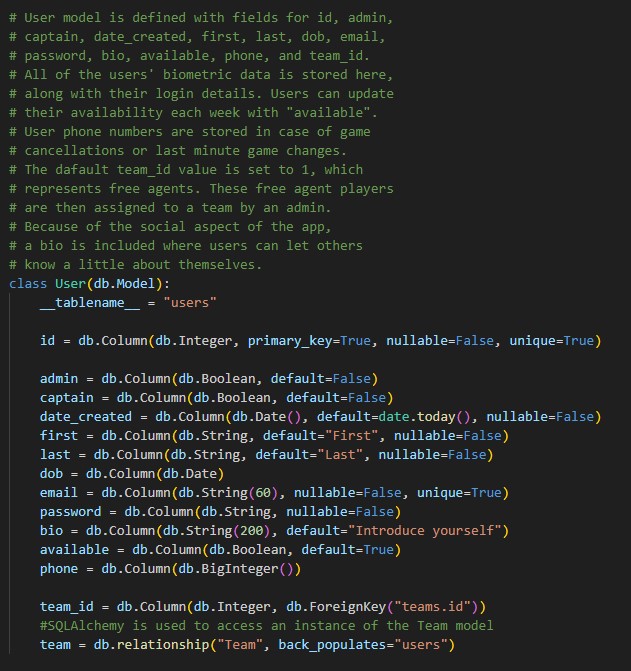 # User model is defined with fields for id, admin,
# captain, date_created, first, last, dob, email,
# password, bio, available, phone, and team_id.
# All of the users' biometric data is stored here,
# along with their login details. Users can update
# their availability each week with "available".
# User phone numbers are stored in case of game
# cancellations or last minute game changes.
# The dafault team_id value is set to 1, which
# represents free agents. These free agent players
# are then assigned to a team by an admin.
# Because of the social aspect of the app,
# a bio is included where users can let others
# know a little about themselves.
class User(db.Model):
    __tablename__ = "users"

    id = db.Column(db.Integer, primary_key=True, nullable=False, unique=True)

    admin = db.Column(db.Boolean, default=False)
    captain = db.Column(db.Boolean, default=False)
    date_created = db.Column(db.Date(), default=date.today(), nullable=False)
    first = db.Column(db.String, default="First", nullable=False)
    last = db.Column(db.String, default="Last", nullable=False)
    dob = db.Column(db.Date)
    email = db.Column(db.String(60), nullable=False, unique=True)
    password = db.Column(db.String, nullable=False)
    bio = db.Column(db.String(200), default="Introduce yourself")
    available = db.Column(db.Boolean, default=True)
    phone = db.Column(db.BigInteger())

    team_id = db.Column(db.Integer, db.ForeignKey("teams.id"))
    #SQLAlchemy is used to access an instance of the Team model
    team = db.relationship("Team", back_populates="users")